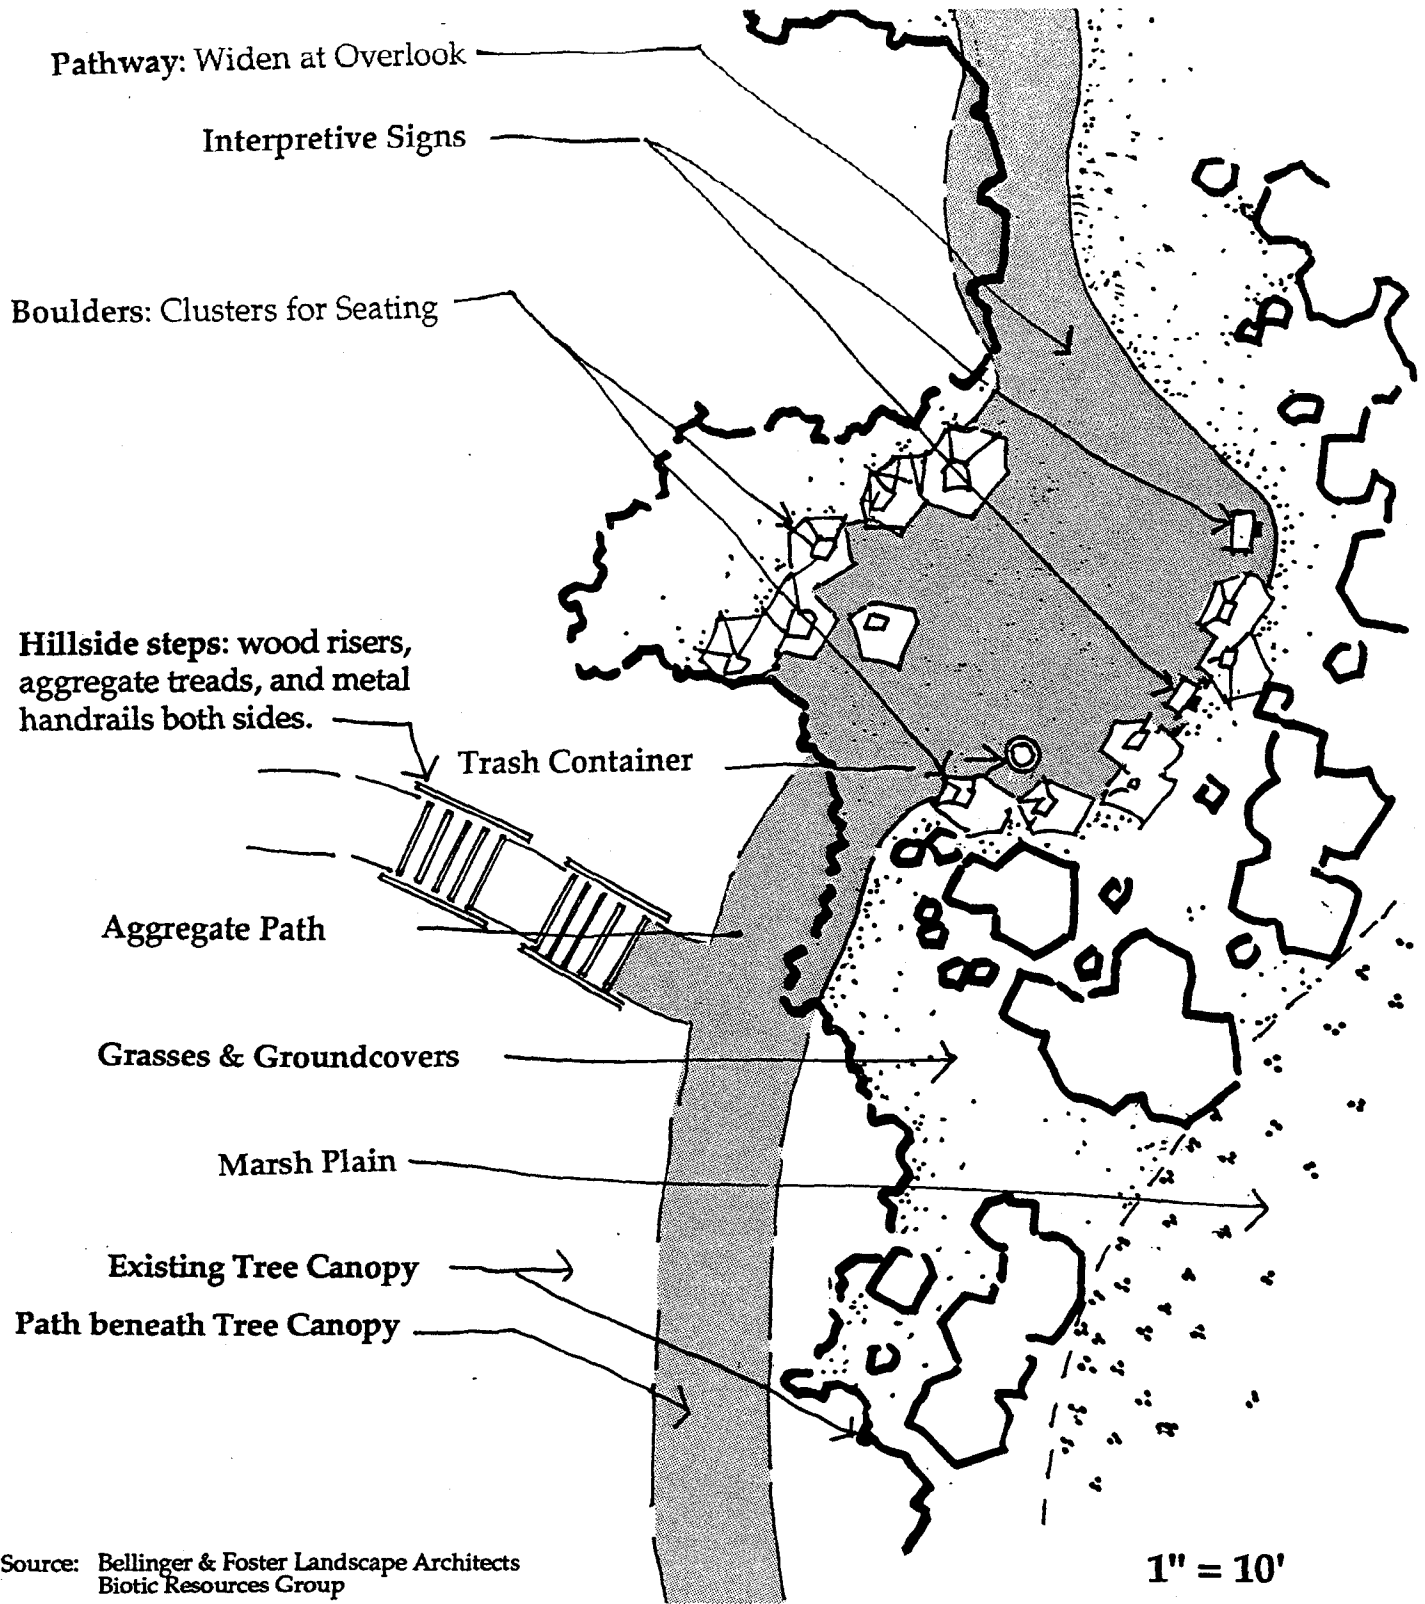 Pathway: Widen at Overlook
Interpretive Signs
Boulders: Clusters for Seating
Hillside steps: wood risers,
aggregate treads, and metal
handrails both sides.
Trash Container
Aggregate Path
Grasses & Groundcovers
Marsh Plain
Existing Tree Canopy
Path beneath Tree Canopy
Source: Bellinger & Foster Landscape Architects
Biotic Resources Group
1" = 10'